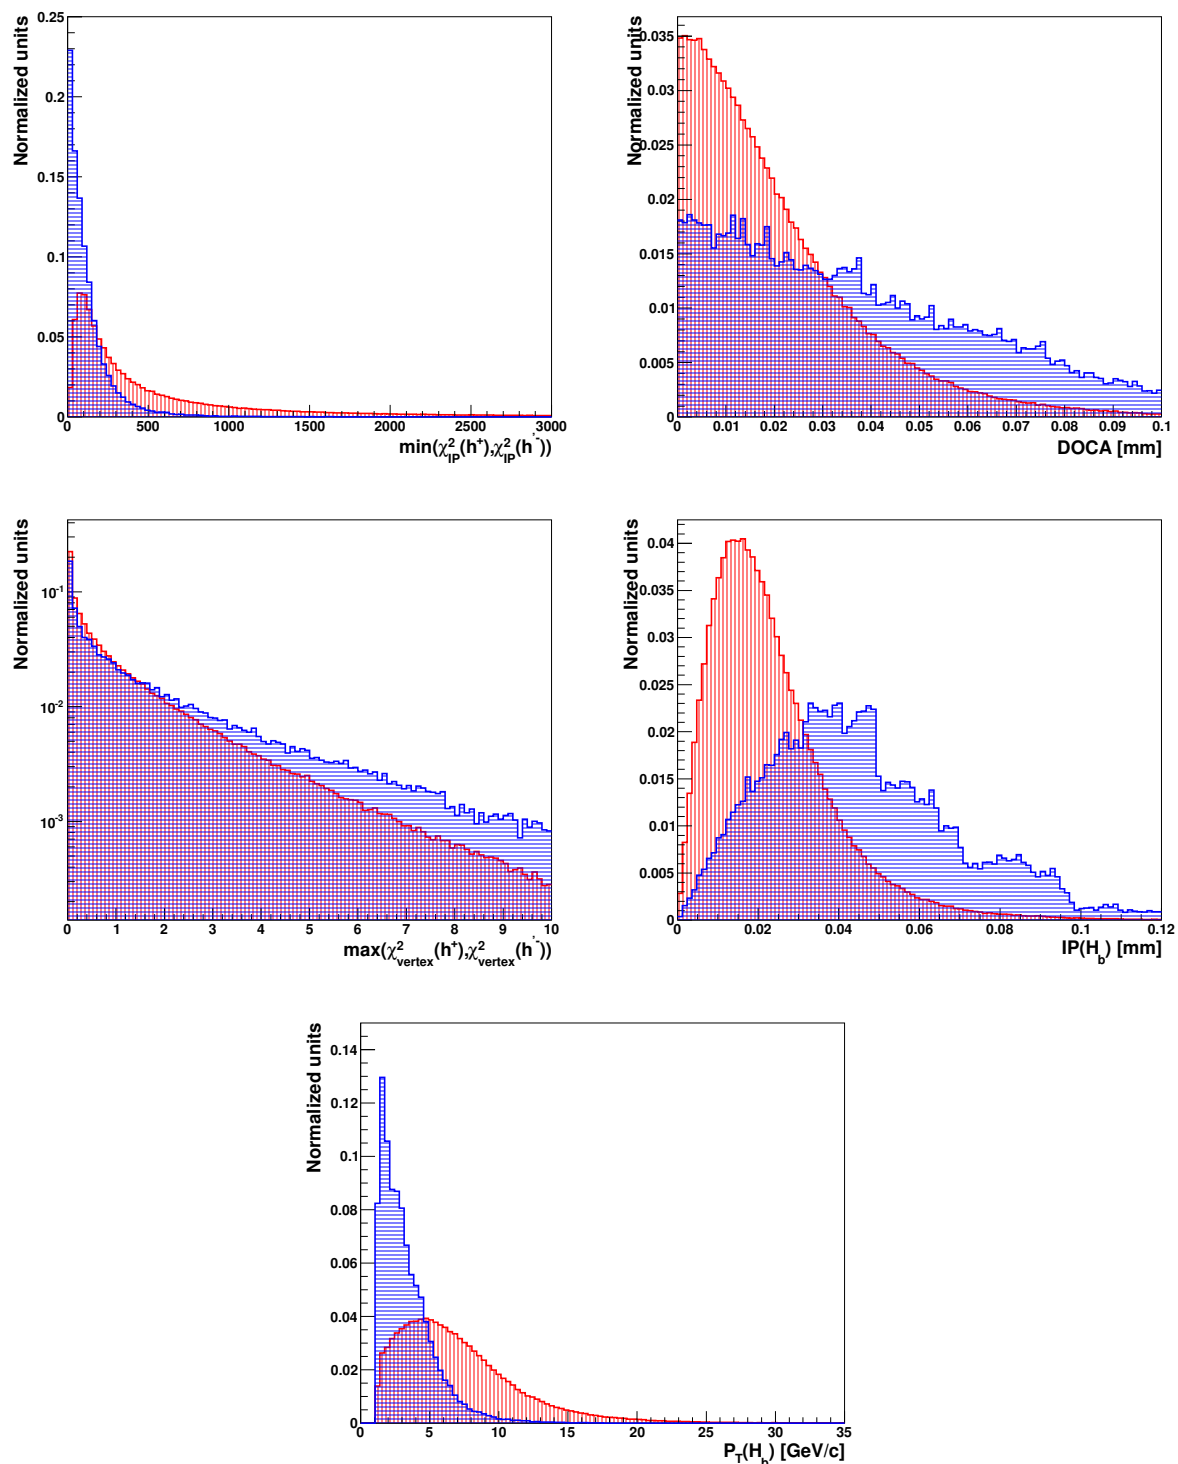 Normalized units
0.25
0.2
0.15
0.1
0.05
0
0 500 1000 1500 2000 2500 3000
min(χ²_IP(h⁺),χ²_IP(h'⁻))
Normalized units
0.035
0.03
0.025
0.02
0.015
0.01
0.005
0
0 0.01 0.02 0.03 0.04 0.05 0.06 0.07 0.08 0.09 0.1
DOCA [mm]
Normalized units
10⁻¹
10⁻²
10⁻³
0 1 2 3 4 5 6 7 8 9 10
max(χ²_vertex(h⁺),χ²_vertex(h'⁻))
Normalized units
0.04
0.035
0.03
0.025
0.02
0.015
0.01
0.005
0
0 0.02 0.04 0.06 0.08 0.1 0.12
IP(H_b) [mm]
Normalized units
0.14
0.12
0.1
0.08
0.06
0.04
0.02
0
0 5 10 15 20 25 30 35
P_T(H_b) [GeV/c]